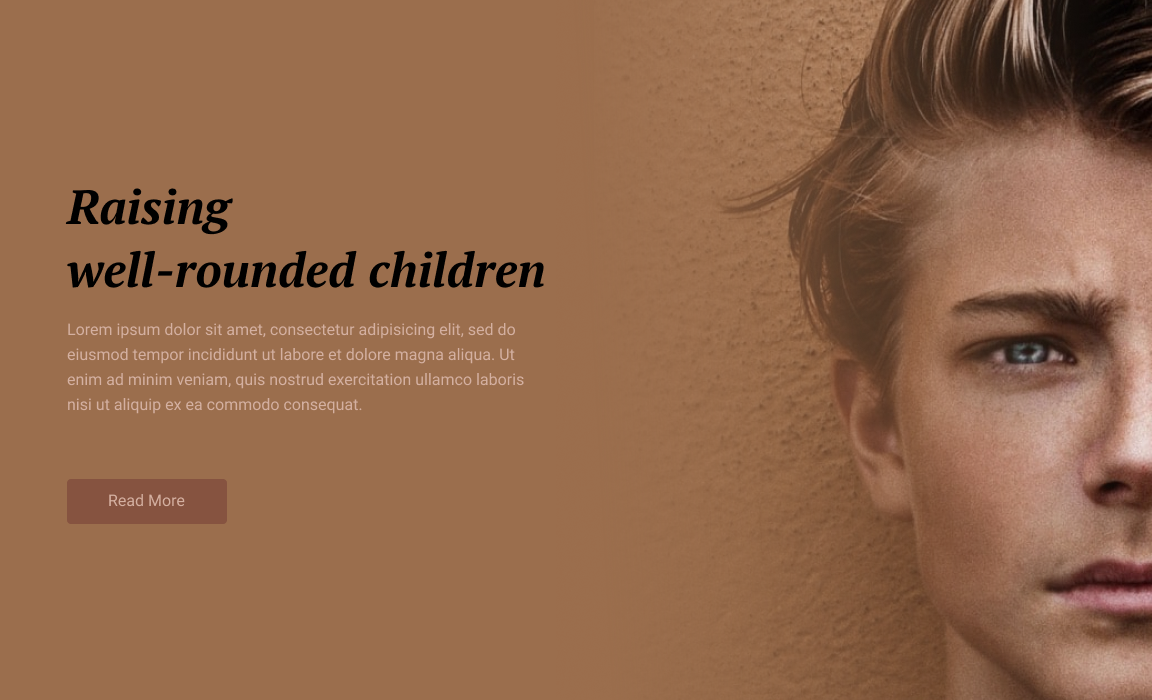 Raising
well-rounded children
Lorem ipsum dolor sit amet, consectetur adipisicing elit, sed do
eiusmod tempor incididunt ut labore et dolore magna aliqua. Ut
enim ad minim veniam, quis nostrud exercitation ullamco laboris
nisi ut aliquip ex ea commodo consequat.
Read More